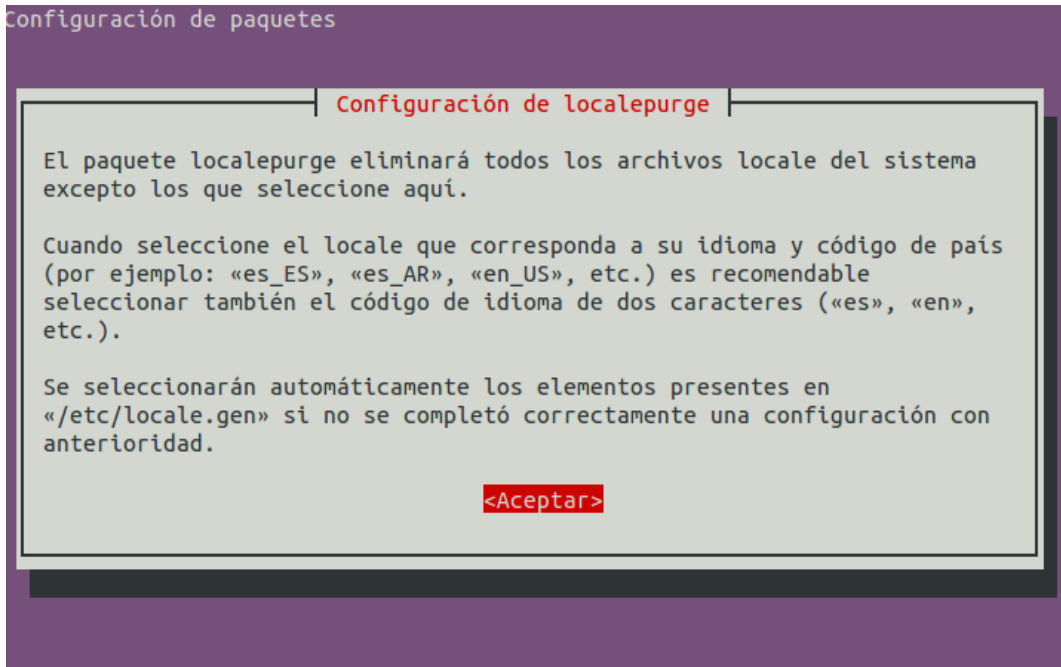 Configuración de paquetes
Configuración de localepurge
El paquete localepurge eliminará todos los archivos locale del sistema
excepto los que seleccione aquí.
Cuando seleccione el locale que corresponda a su idioma y código de país
(por ejemplo: «es_ES», «es_AR», «en_US», etc.) es recomendable
seleccionar también el código de idioma de dos caracteres («es», «en»,
etc.).
Se seleccionarán automáticamente los elementos presentes en
«/etc/locale.gen» si no se completó correctamente una configuración con
anterioridad.
<Aceptar>